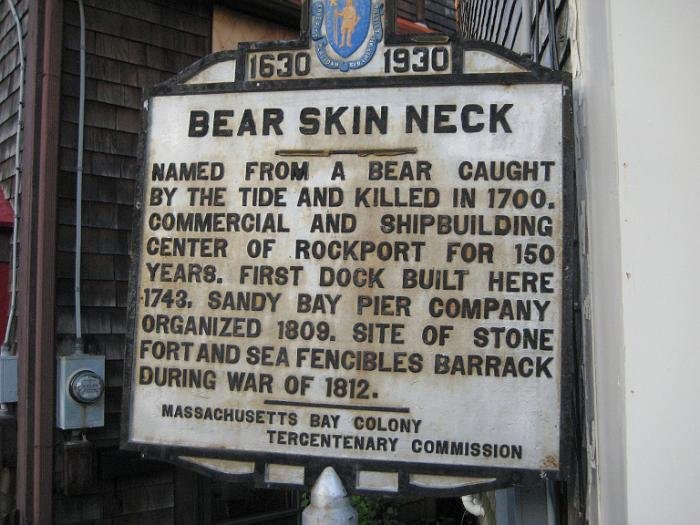 1630 1930
BEAR SKIN NECK
NAMED FROM A BEAR CAUGHT
BY THE TIDE AND KILLED IN 1700.
COMMERCIAL AND SHIPBUILDING
CENTER OF ROCKPORT FOR 150
YEARS. FIRST DOCK BUILT HERE
1743. SANDY BAY PIER COMPANY
ORGANIZED 1809. SITE OF STONE
FORT AND SEA FENCIBLES BARRACK
DURING WAR OF 1812.
MASSACHUSETTS BAY COLONY
TERCENTENARY COMMISSION